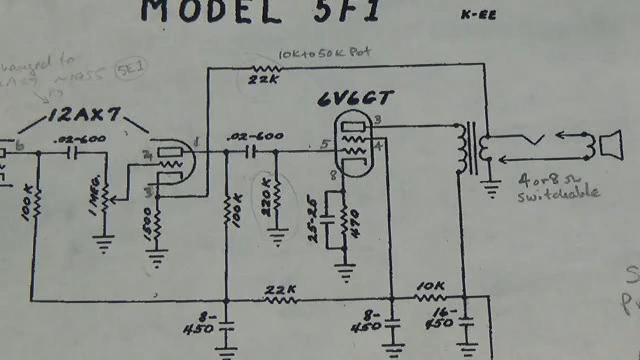 MODEL 5F1
K-EE
10K to 50K Pot
changed to
~1955
5E1
22K
6V6GT
12AX7
6
.02-600
1
.02-600
3
4
5
8
3
100K
1 MEG.
1500
100K
220K
25-25
470
4 or 8 Ω
switchable
22K
10K
8-
450
8-
450
16-
450
S